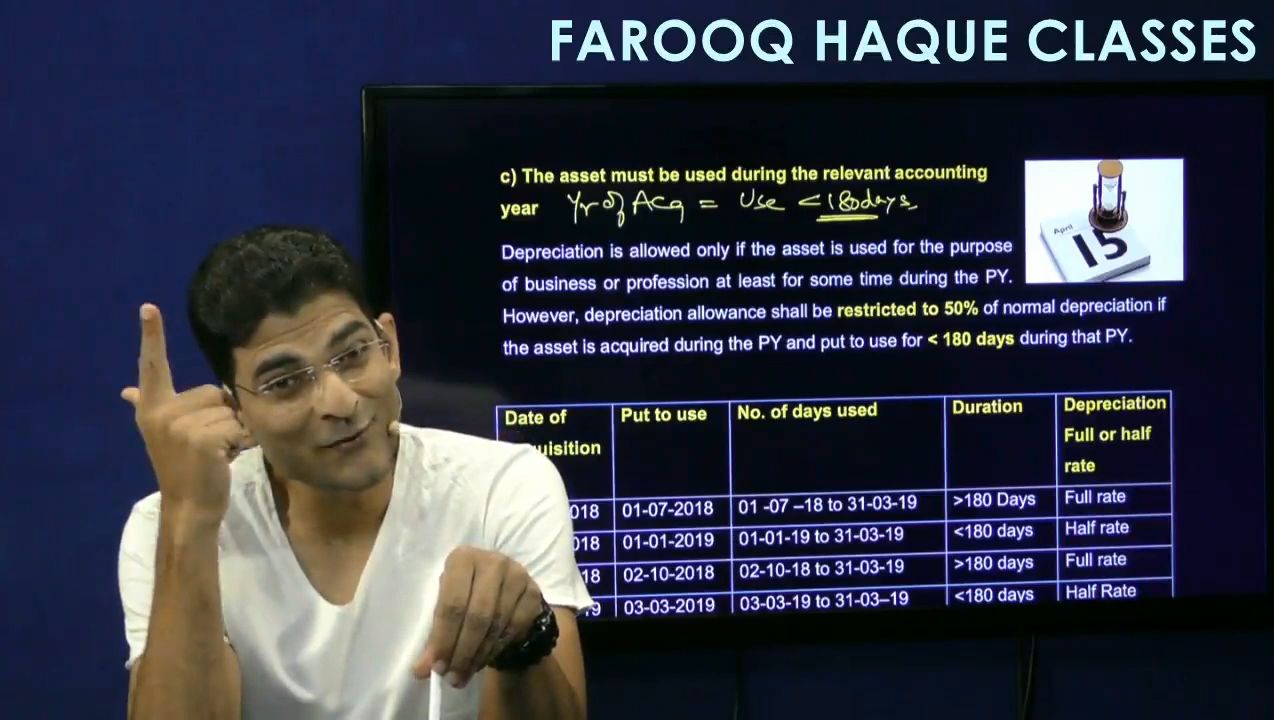 FAROOQ HAQUE CLASSES
c) The asset must be used during the relevant accounting
year Yr of Acq = Use <180days
April
15
Depreciation is allowed only if the asset is used for the purpose
of business or profession at least for some time during the PY.
However, depreciation allowance shall be restricted to 50% of normal depreciation if
the asset is acquired during the PY and put to use for < 180 days during that PY.
Date of Put to use No. of days used Duration Depreciation
Full or half
uisition
rate
018 01-07-2018 01 -07 –18 to 31-03-19 >180 Days Full rate
018 01-01-2019 01-01-19 to 31-03-19 <180 days Half rate
18 02-10-2018 02-10-18 to 31-03-19 >180 days Full rate
19 03-03-2019 03-03-19 to 31-03–19 <180 days Half Rate